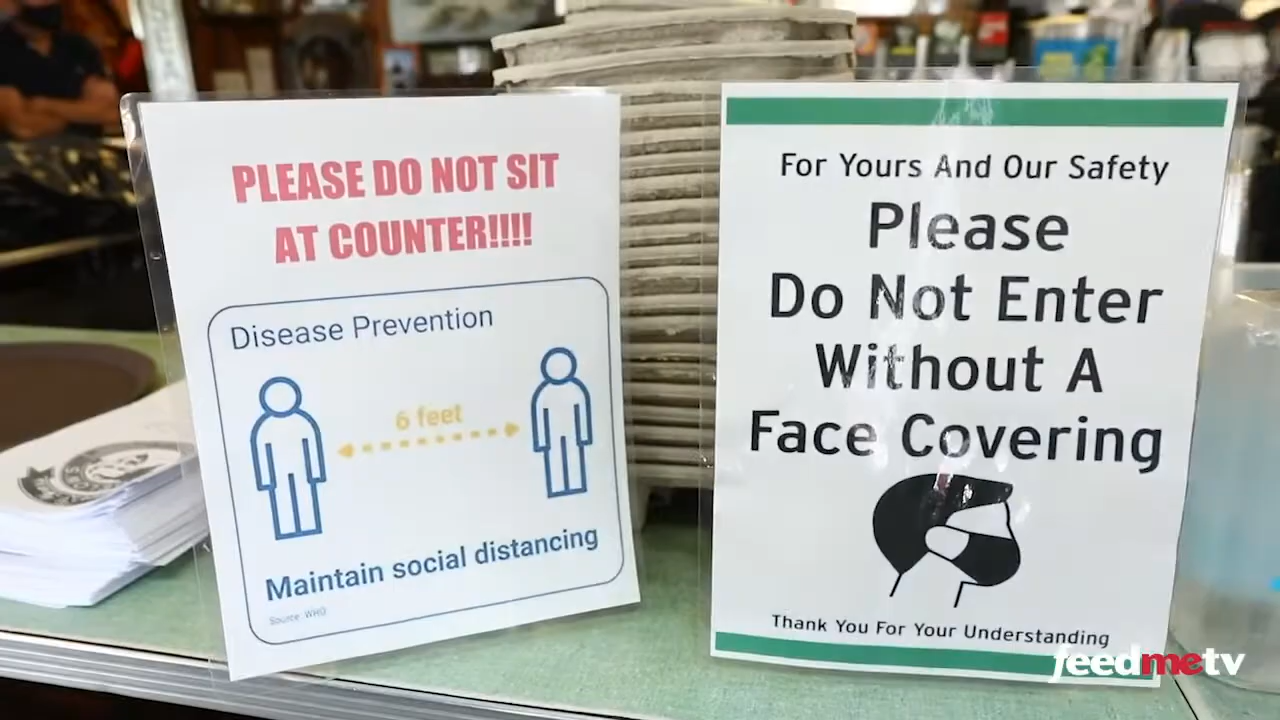 PLEASE DO NOT SIT
AT COUNTER!!!!
Disease Prevention
6 feet
Maintain social distancing
Source: WHO
For Yours And Our Safety
Please
Do Not Enter
Without A
Face Covering
Thank You For Your Understanding
feedmetv